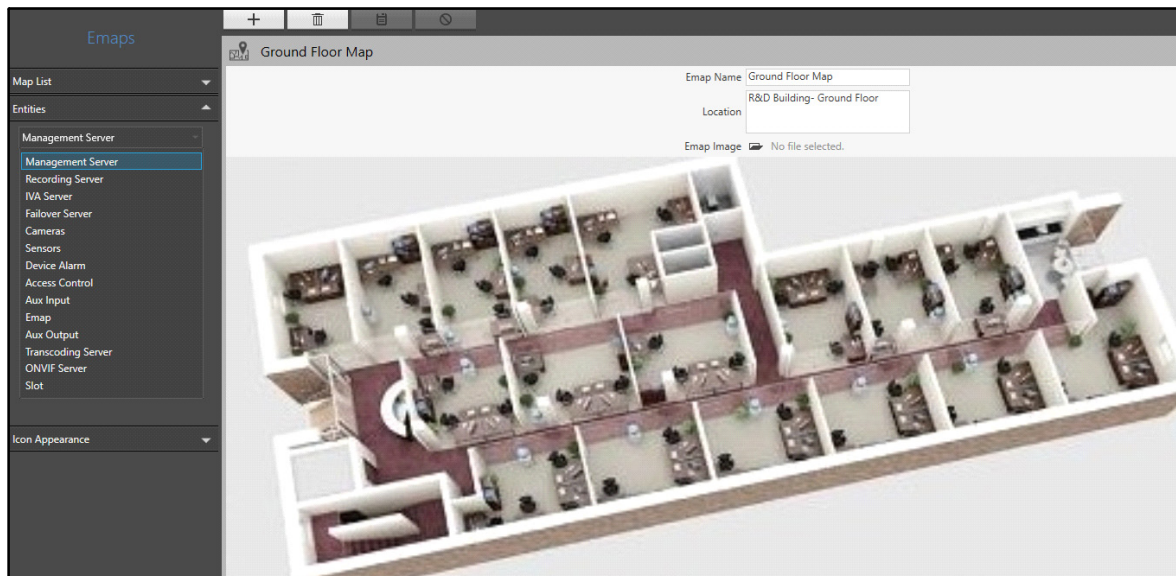 Emaps
Map List
Entities
Management Server
Management Server
Recording Server
IVA Server
Failover Server
Cameras
Sensors
Device Alarm
Access Control
Aux Input
Emap
Aux Output
Transcoding Server
ONVIF Server
Slot
Icon Appearance
Ground Floor Map
Emap Name Ground Floor Map
Location R&D Building- Ground Floor
Emap Image No file selected.